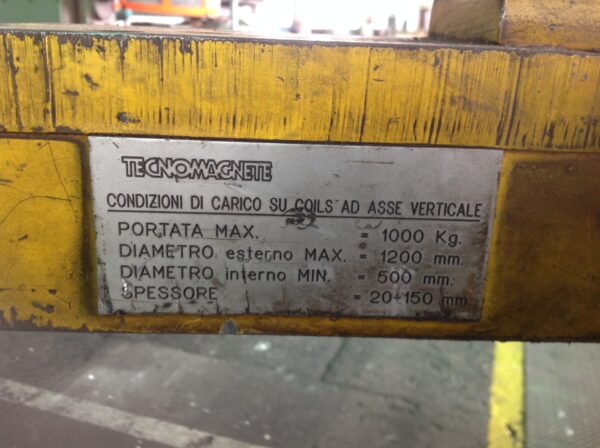 TECNOMAGNETE
CONDIZIONI DI CARICO SU COILS AD ASSE VERTICALE
PORTATA MAX. = 1000 Kg.
DIAMETRO esterno MAX. = 1200 mm.
DIAMETRO interno MIN. = 500 mm.
SPESSORE = 20÷150 mm